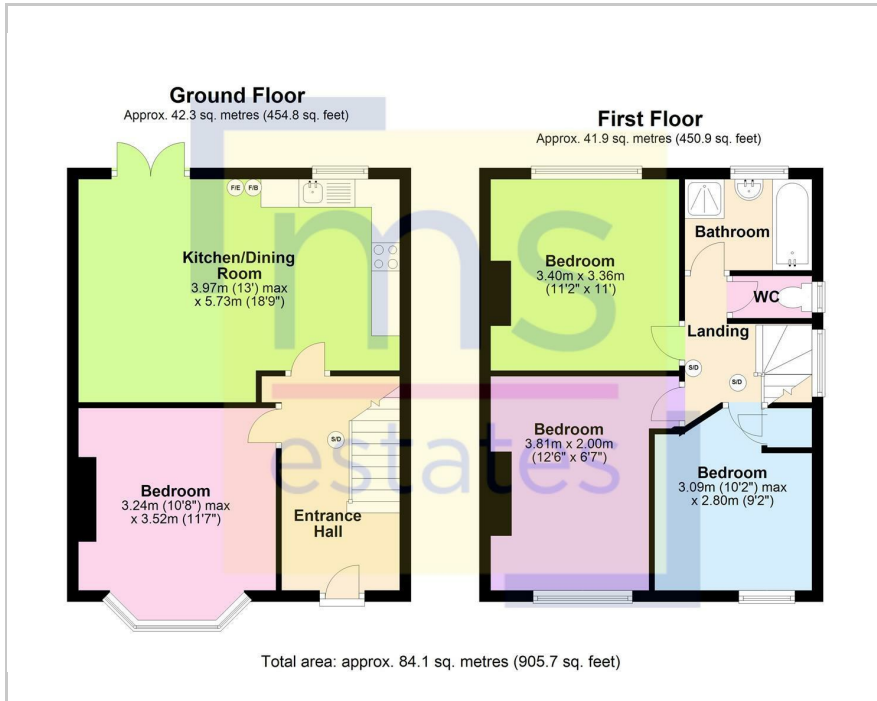 Ground Floor
Approx. 42.3 sq. metres (454.8 sq. feet)
F/E F/B
Kitchen/Dining
Room
3.97m (13') max
x 5.73m (18'9")
S/D
Bedroom
3.24m (10'8") max
x 3.52m (11'7")
Entrance
Hall
First Floor
Approx. 41.9 sq. metres (450.9 sq. feet)
Bathroom
Bedroom
3.40m x 3.36m
(11'2" x 11')
WC
Landing
S/D
S/D
Bedroom
3.81m x 2.00m
(12'6" x 6'7")
Bedroom
3.09m (10'2") max
x 2.80m (9'2")
ms
estates
Total area: approx. 84.1 sq. metres (905.7 sq. feet)